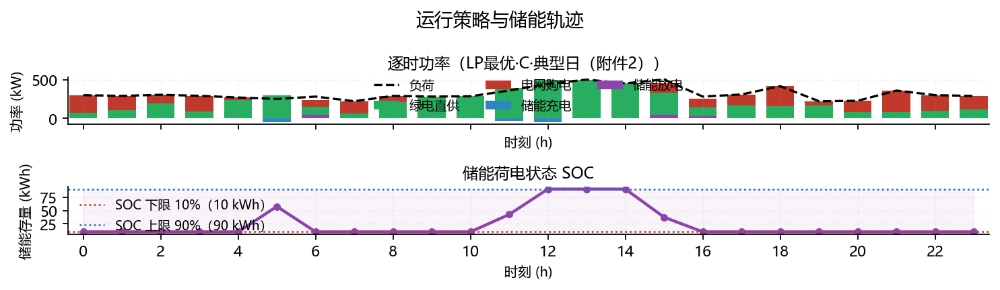 运行策略与储能轨迹
逐时功率（LP最优·C·典型日（附件2））
功率 (kW)
500
0
负荷
绿电直供
电网购电
储能充电
储能放电
时刻 (h)
储能荷电状态 SOC
储能存量 (kWh)
75
50
25
SOC 下限 10%（10 kWh）
SOC 上限 90%（90 kWh）
0 2 4 6 8 10 12 14 16 18 20 22
时刻 (h)